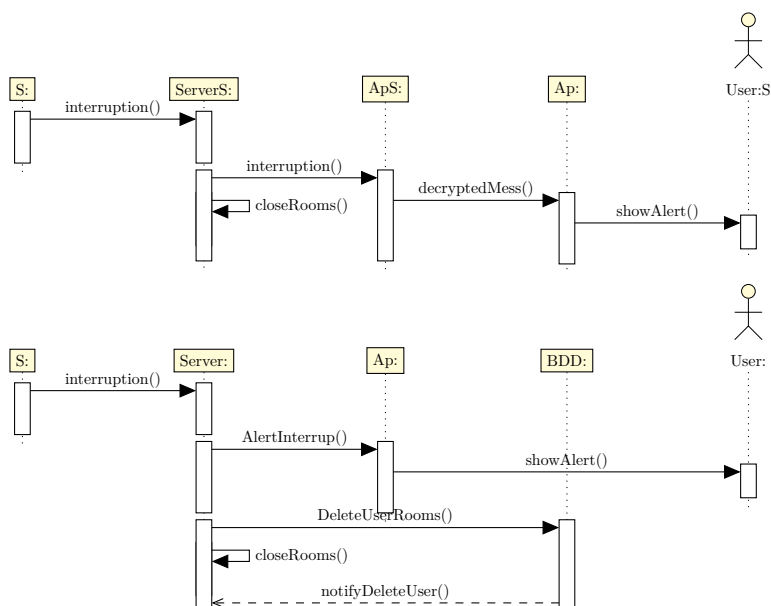 S:
ServerS:
ApS:
Ap:
User:S
interruption()
interruption()
decryptedMess()
closeRooms()
showAlert()
S:
Server:
Ap:
BDD:
User:
interruption()
AlertInterrup()
showAlert()
DeleteUserRooms()
closeRooms()
notifyDeleteUser()